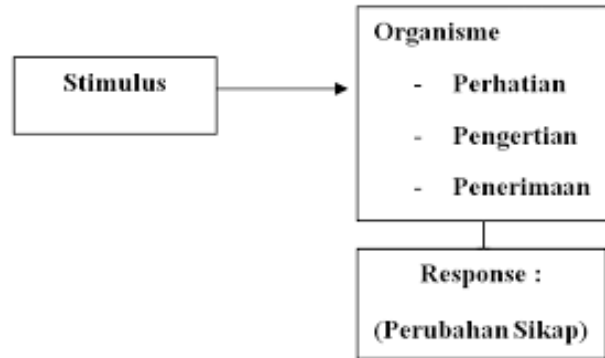 Stimulus
Organisme
- Perhatian
- Pengertian
- Penerimaan
Response :
(Perubahan Sikap)